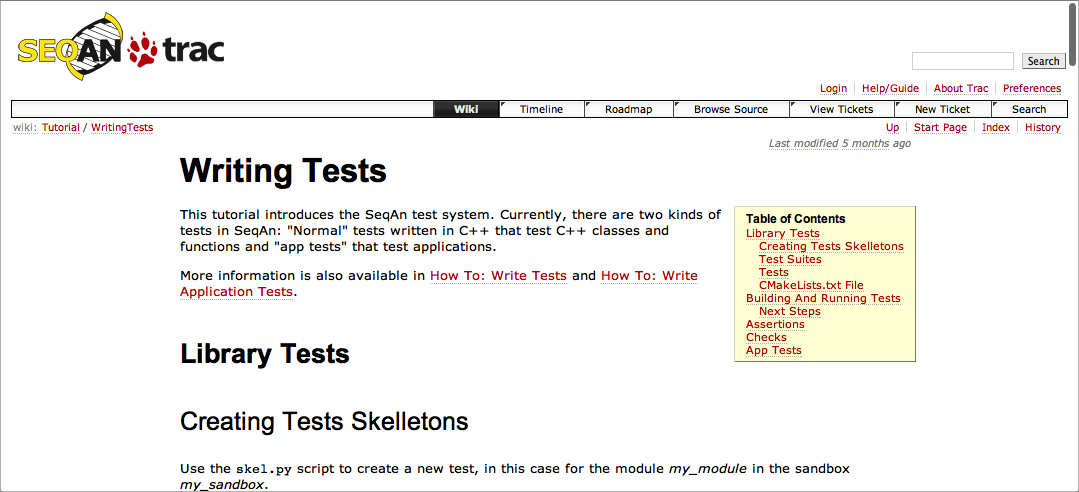 SEQAN trac
Search
Login Help/Guide About Trac Preferences
Wiki Timeline Roadmap Browse Source View Tickets New Ticket Search
wiki: Tutorial / WritingTests Up Start Page Index History
Last modified 5 months ago
Writing Tests
This tutorial introduces the SeqAn test system. Currently, there are two kinds of
tests in SeqAn: "Normal" tests written in C++ that test C++ classes and
functions and "app tests" that test applications.
More information is also available in How To: Write Tests and How To: Write
Application Tests.
Table of Contents
Library Tests
Creating Tests Skelletons
Test Suites
Tests
CMakeLists.txt File
Building And Running Tests
Next Steps
Assertions
Checks
App Tests
Library Tests
Creating Tests Skelletons
Use the skel.py script to create a new test, in this case for the module my_module in the sandbox
my_sandbox.